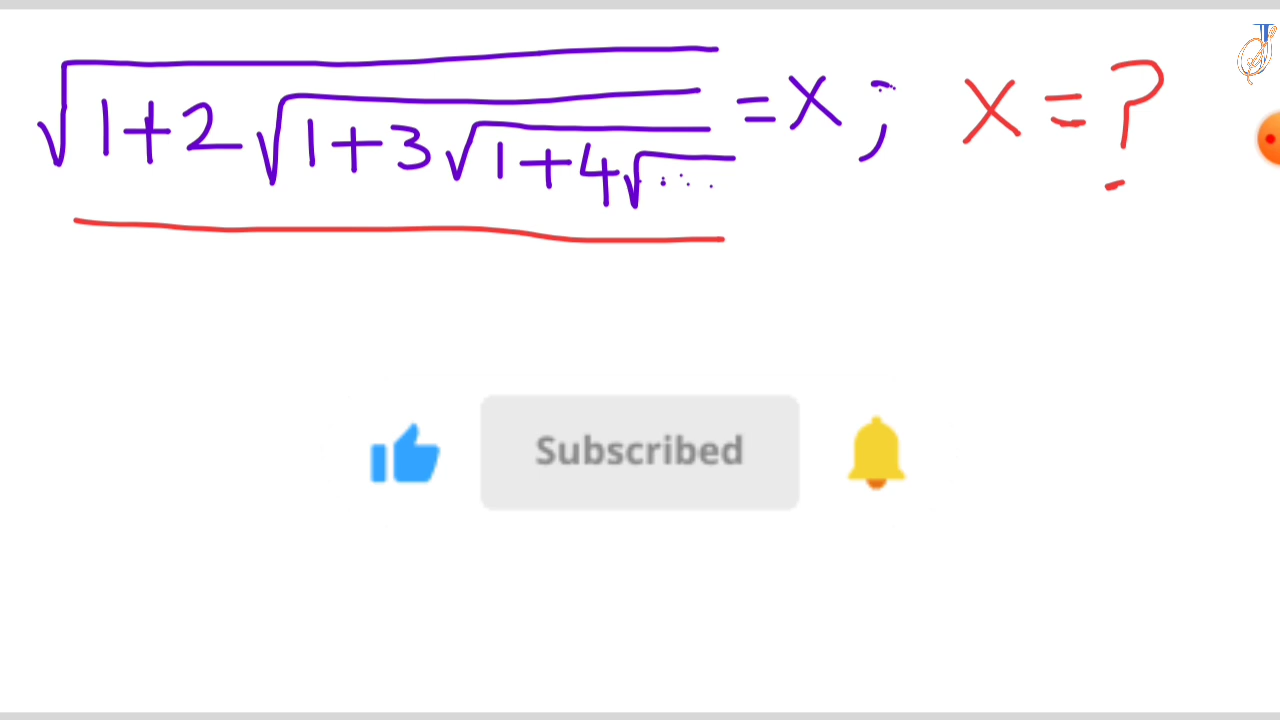 √(1+2√(1+3√(1+4√(.... = x ; x = ?
Subscribed